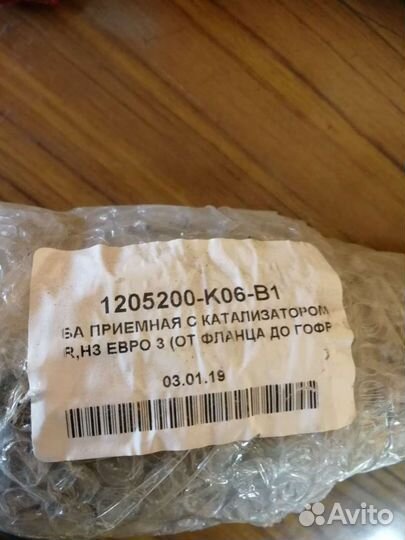 1205200-K06-B1
БА ПРИЕМНАЯ С КАТАЛИЗАТОРОМ
R,H3 ЕВРО 3 (ОТ ФЛАНЦА ДО ГОФР
03.01.19
Avito